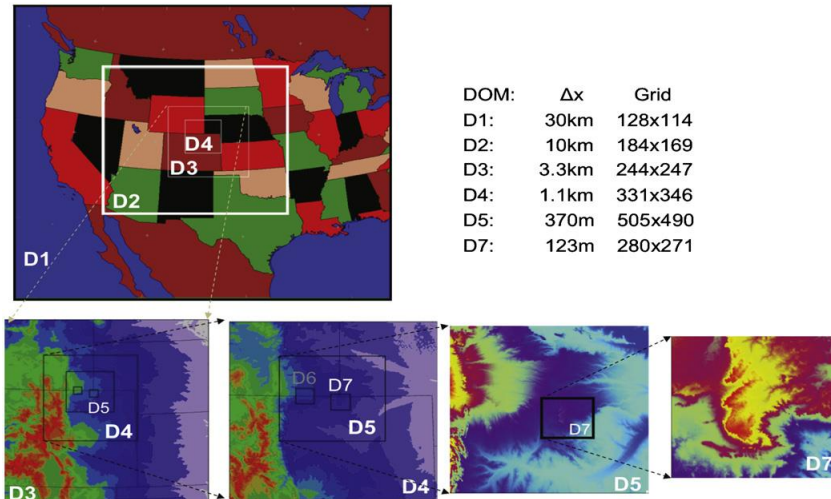 D4
D3
D2
D1
DOM: Δx Grid
D1: 30km 128x114
D2: 10km 184x169
D3: 3.3km 244x247
D4: 1.1km 331x346
D5: 370m 505x490
D7: 123m 280x271
D5
D4
D3
D6
D7
D5
D4
D7
D5
D7